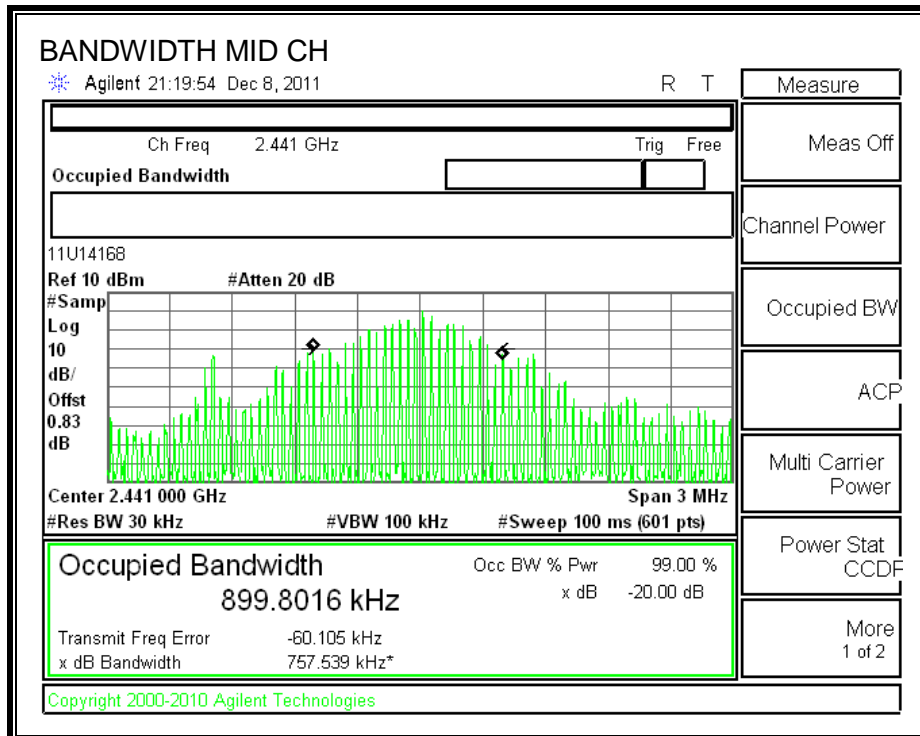 BANDWIDTH MID CH
Agilent 21:19:54 Dec 8, 2011 R T
Measure
Ch Freq 2.441 GHz Trig Free
Occupied Bandwidth
11U14168
Ref 10 dBm #Atten 20 dB
#Samp
Log
10
dB/
Offst
0.83
dB
Center 2.441 000 GHz Span 3 MHz
#Res BW 30 kHz #VBW 100 kHz #Sweep 100 ms (601 pts)
Occupied Bandwidth Occ BW % Pwr 99.00 %
899.8016 kHz x dB -20.00 dB
Transmit Freq Error -60.105 kHz
x dB Bandwidth 757.539 kHz*
Copyright 2000-2010 Agilent Technologies
Meas Off
Channel Power
Occupied BW
ACP
Multi Carrier
Power
Power Stat
CCDF
More
1 of 2